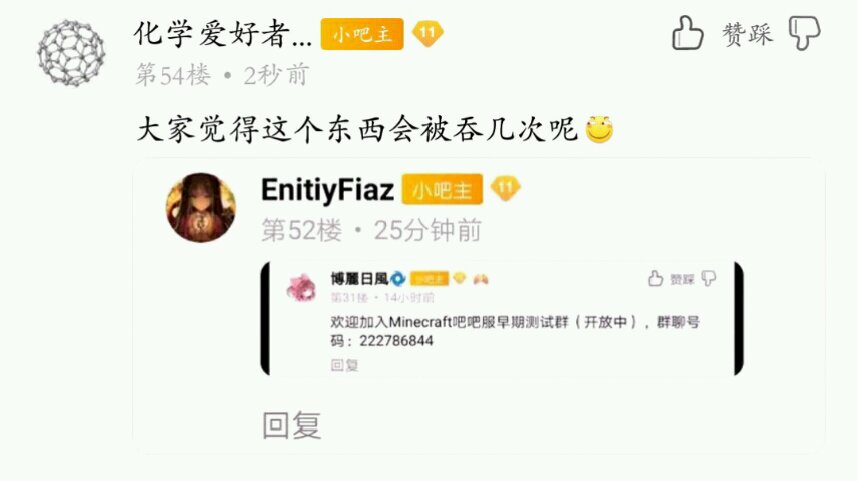 化学爱好者... 小吧主 11 赞踩
第54楼 • 2秒前
大家觉得这个东西会被吞几次呢
EnitiyFiaz 小吧主 11
第52楼 • 25分钟前
博麗日風 小吧主 赞踩
第31楼 • 14小时前
欢迎加入Minecraft吧吧服早期测试群（开放中），群聊号
码：222786844
回复
回复